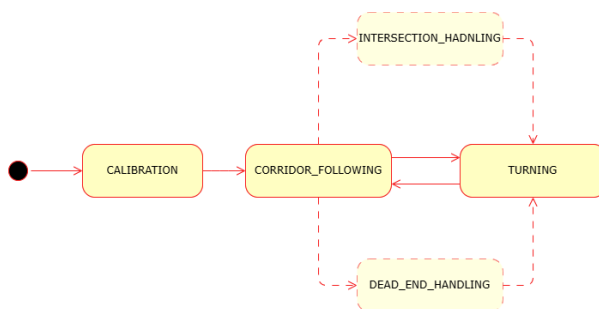 INTERSECTION_HADNLING
CALIBRATION
CORRIDOR_FOLLOWING
TURNING
DEAD_END_HANDLING